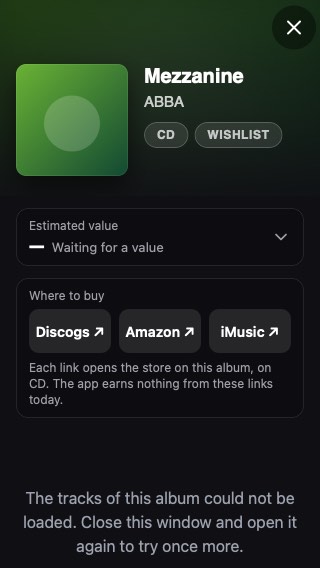 Mezzanine
ABBA
CD
WISHLIST
Estimated value
Waiting for a value
Where to buy
Discogs ↗
Amazon ↗
iMusic ↗
Each link opens the store on this album, on
CD. The app earns nothing from these links
today.
The tracks of this album could not be
loaded. Close this window and open it
again to try once more.